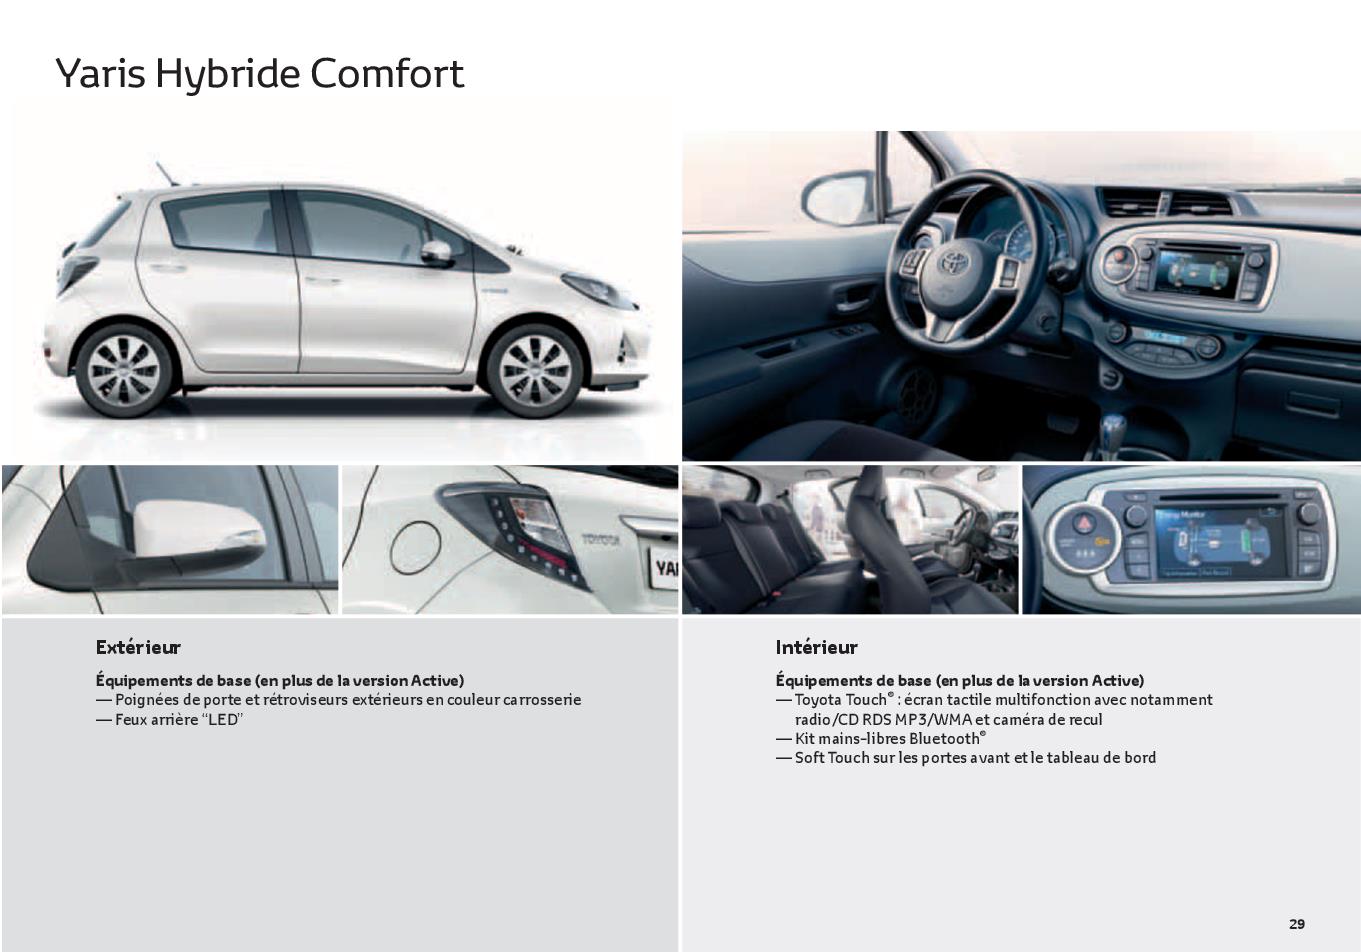 Yaris Hybride Comfort
TOYOTA
YA
Energy Monitor
Extérieur
Équipements de base (en plus de la version Active)
— Poignées de porte et rétroviseurs extérieurs en couleur carrosserie
— Feux arrière “LED”
Intérieur
Équipements de base (en plus de la version Active)
— Toyota Touch® : écran tactile multifonction avec notamment
radio/CD RDS MP3/WMA et caméra de recul
— Kit mains-libres Bluetooth®
— Soft Touch sur les portes avant et le tableau de bord
29